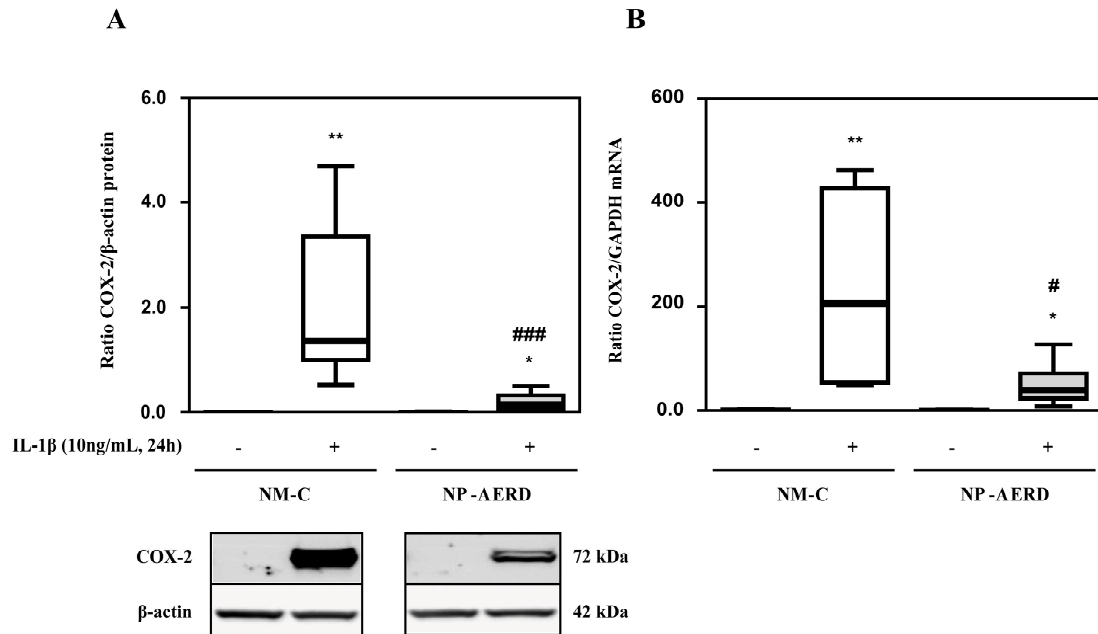 A
B
Ratio COX-2/β-actin protein
6.0
4.0
2.0
0.0
**
###
*
Ratio COX-2/GAPDH mRNA
600
400
200
0.0
**
#
*
IL-1β (10ng/mL, 24h) - + - + - + - +
NM-C NP -AERD NM-C NP-AERD
COX-2 72 kDa
β-actin 42 kDa